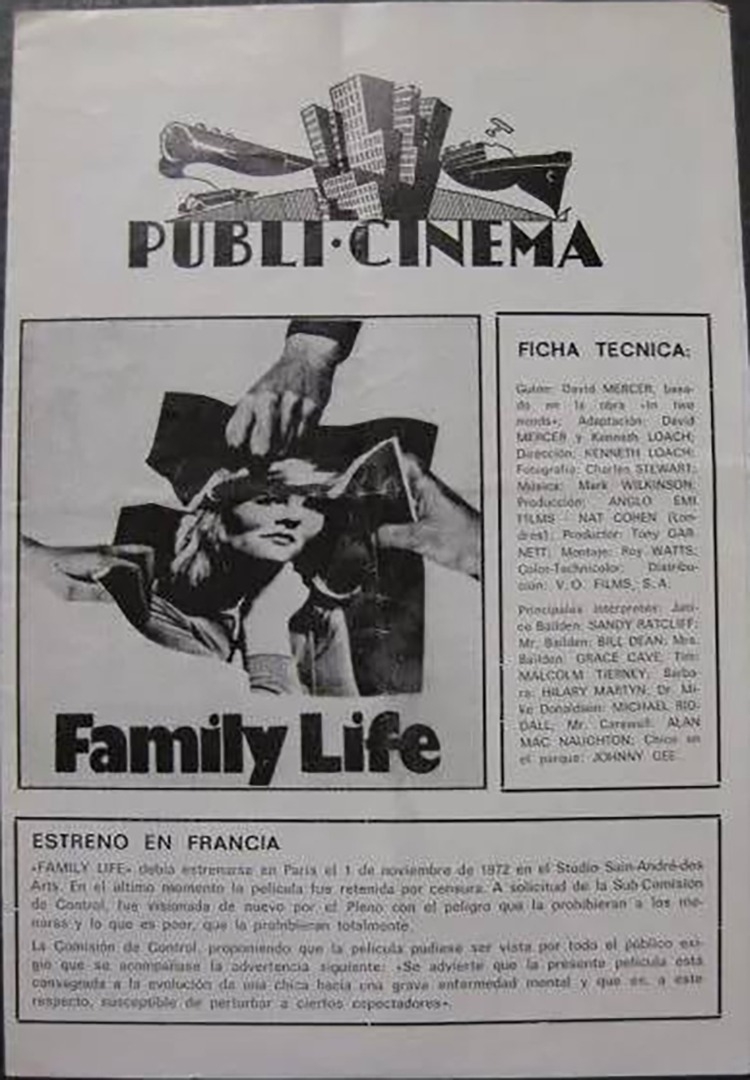 PUBLI·CINEMA
Family Life
FICHA TECNICA:
Guión: David MERCER, basa-
do en la obra «In two
minds»; Adaptación: David
MERCER y Kenneth LOACH;
Dirección: KENNETH LOACH;
Fotografía: Charles STEWART;
Música: Mark WILKINSON;
Producción: ANGLO EMI
FILMS - NAT COHEN (Lon-
dres); Productor: Tony GAR-
NETT; Montaje: Roy WATTS;
Color-Technicolor. Distribu-
ción: V. O. FILMS, S. A.
Principales intérpretes: Jani-
ce Baildon: SANDY RATCLIFF;
Mr. Baildon: BILL DEAN; Mrs.
Baildon: GRACE CAVE; Tim:
MALCOLM TIERNEY; Barba-
ra: HILARY MARTYN; Dr. Mi-
ke Donaldson: MICHAEL RID-
DALL; Mr. Carswell: ALAN
MAC NAUGHTON; Chico en
el parque: JOHNNY GEE.
ESTRENO EN FRANCIA
«FAMILY LIFE» debía estrenarse en París el 1 de noviembre de 1972 en el Studio Sain-André-des
Arts. En el último momento la película fue retenida por censura. A solicitud de la Sub-Comisión
de Control, fue visionada de nuevo por el Pleno con el peligro que la prohibieran a los me-
nores y lo que es peor, que la prohibieran totalmente.
La Comisión de Control, proponiendo que la película pudiese ser vista por todo el público exi-
gió que se acompañase la advertencia siguiente: «Se advierte que la presente película está
consagrada a la evolución de una chica hacia una grave enfermedad mental y que es, a este
respecto, susceptible de perturbar a ciertos espectadores».